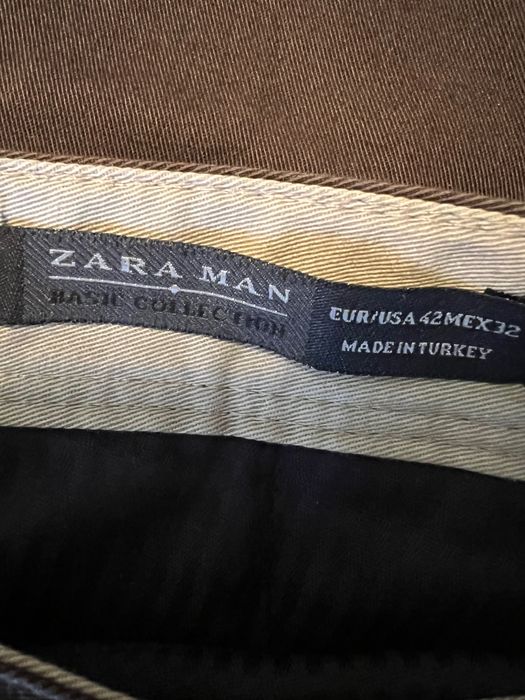 ZARA MAN
BASIC COLLECTION
EUR/USA 42 MEX 32
MADE IN TURKEY